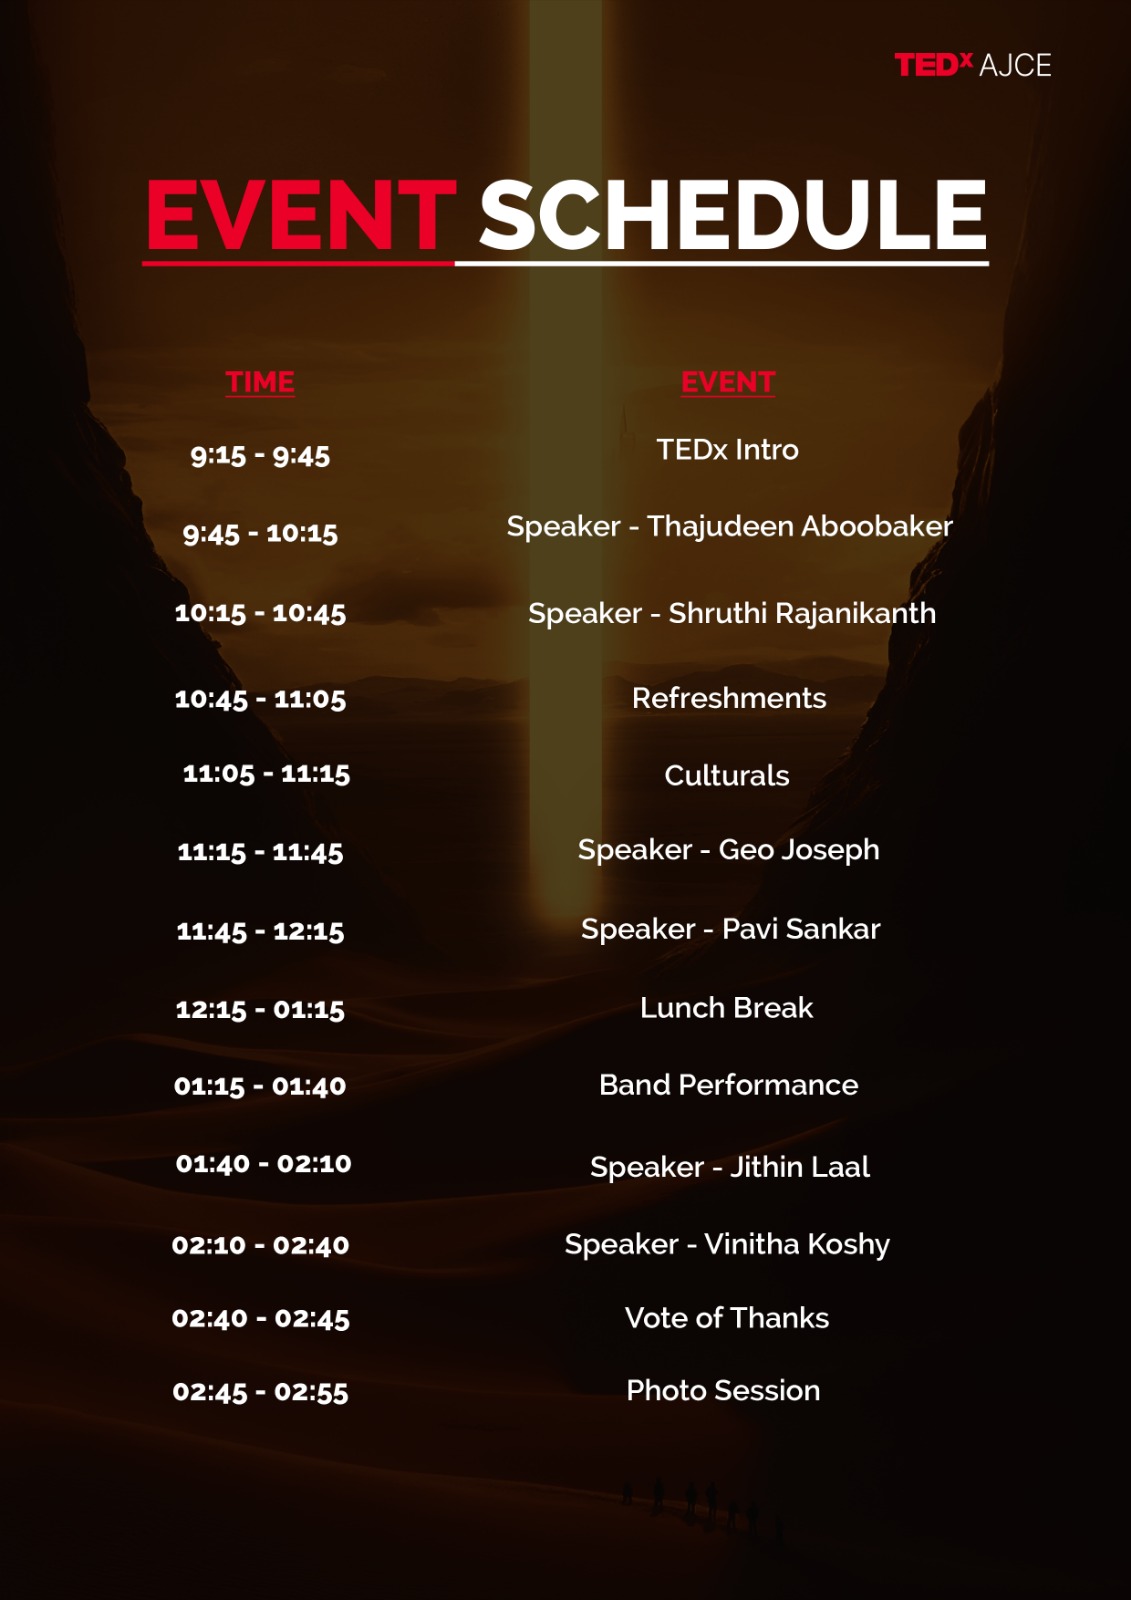 TEDx AJCE
EVENT SCHEDULE
TIME EVENT
9:15 - 9:45 TEDx Intro
9:45 - 10:15 Speaker - Thajudeen Aboobaker
10:15 - 10:45 Speaker - Shruthi Rajanikanth
10:45 - 11:05 Refreshments
11:05 - 11:15 Culturals
11:15 - 11:45 Speaker - Geo Joseph
11:45 - 12:15 Speaker - Pavi Sankar
12:15 - 01:15 Lunch Break
01:15 - 01:40 Band Performance
01:40 - 02:10 Speaker - Jithin Laal
02:10 - 02:40 Speaker - Vinitha Koshy
02:40 - 02:45 Vote of Thanks
02:45 - 02:55 Photo Session